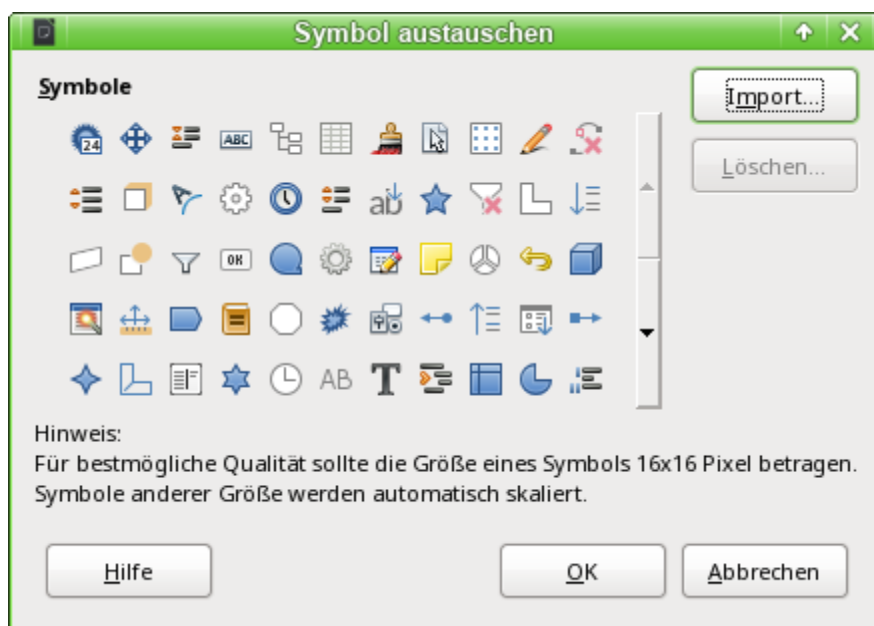 Symbol austauschen
Symbole
Import...
Löschen...
24
ABC
ab
OK
AB
T
Hinweis:
Für bestmögliche Qualität sollte die Größe eines Symbols 16x16 Pixel betragen.
Symbole anderer Größe werden automatisch skaliert.
Hilfe
OK
Abbrechen